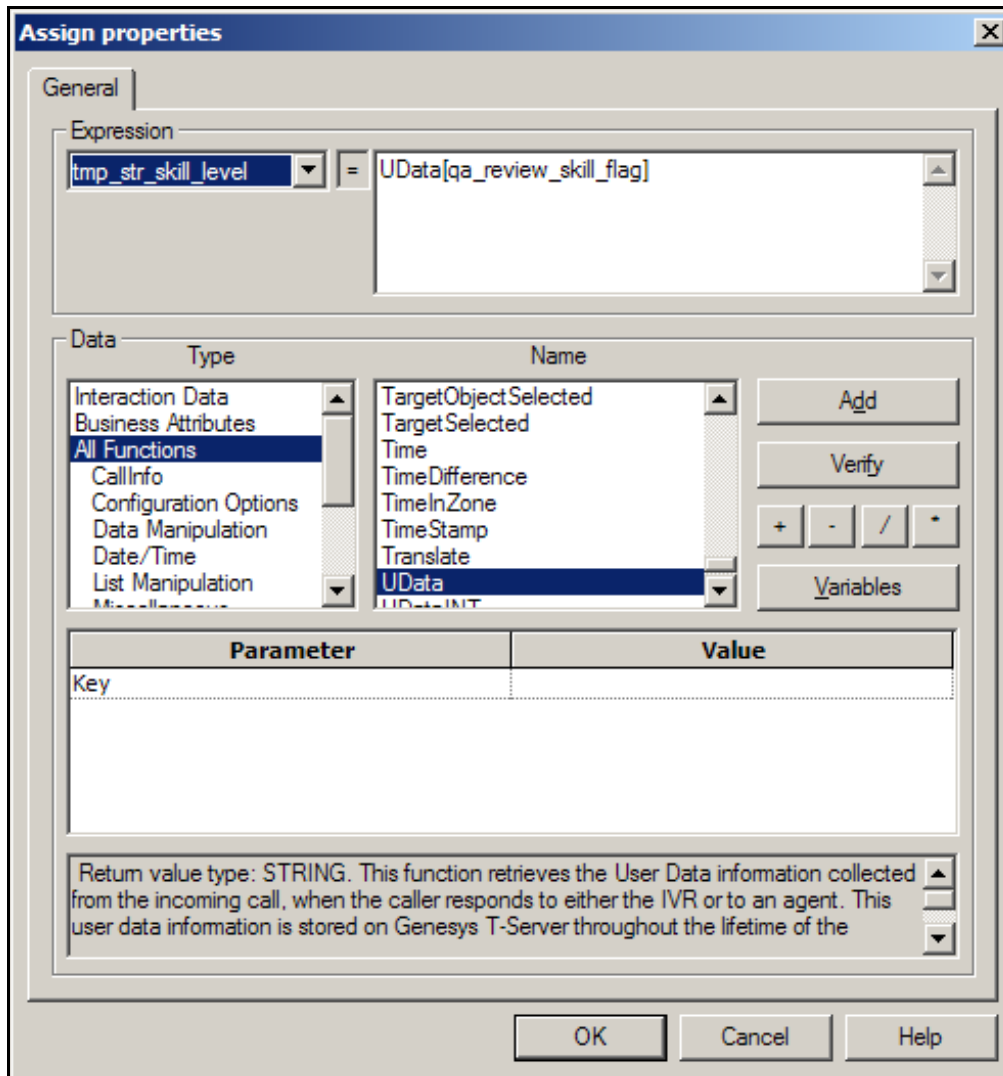 Assign properties
General
Expression
tmp_str_skill_level = UData[qa_review_skill_flag]
Data
Type Name
Interaction Data TargetObjectSelected Add
Business Attributes TargetSelected
All Functions Time
CallInfo TimeDifference Verify
Configuration Options TimeInZone
Data Manipulation TimeStamp + - / *
Date/Time Translate
List Manipulation UData Variables
Miscellaneous UDataINT
Parameter Value
Key
Return value type: STRING. This function retrieves the User Data information collected
from the incoming call, when the caller responds to either the IVR or to an agent. This
user data information is stored on Genesys T-Server throughout the lifetime of the
OK Cancel Help